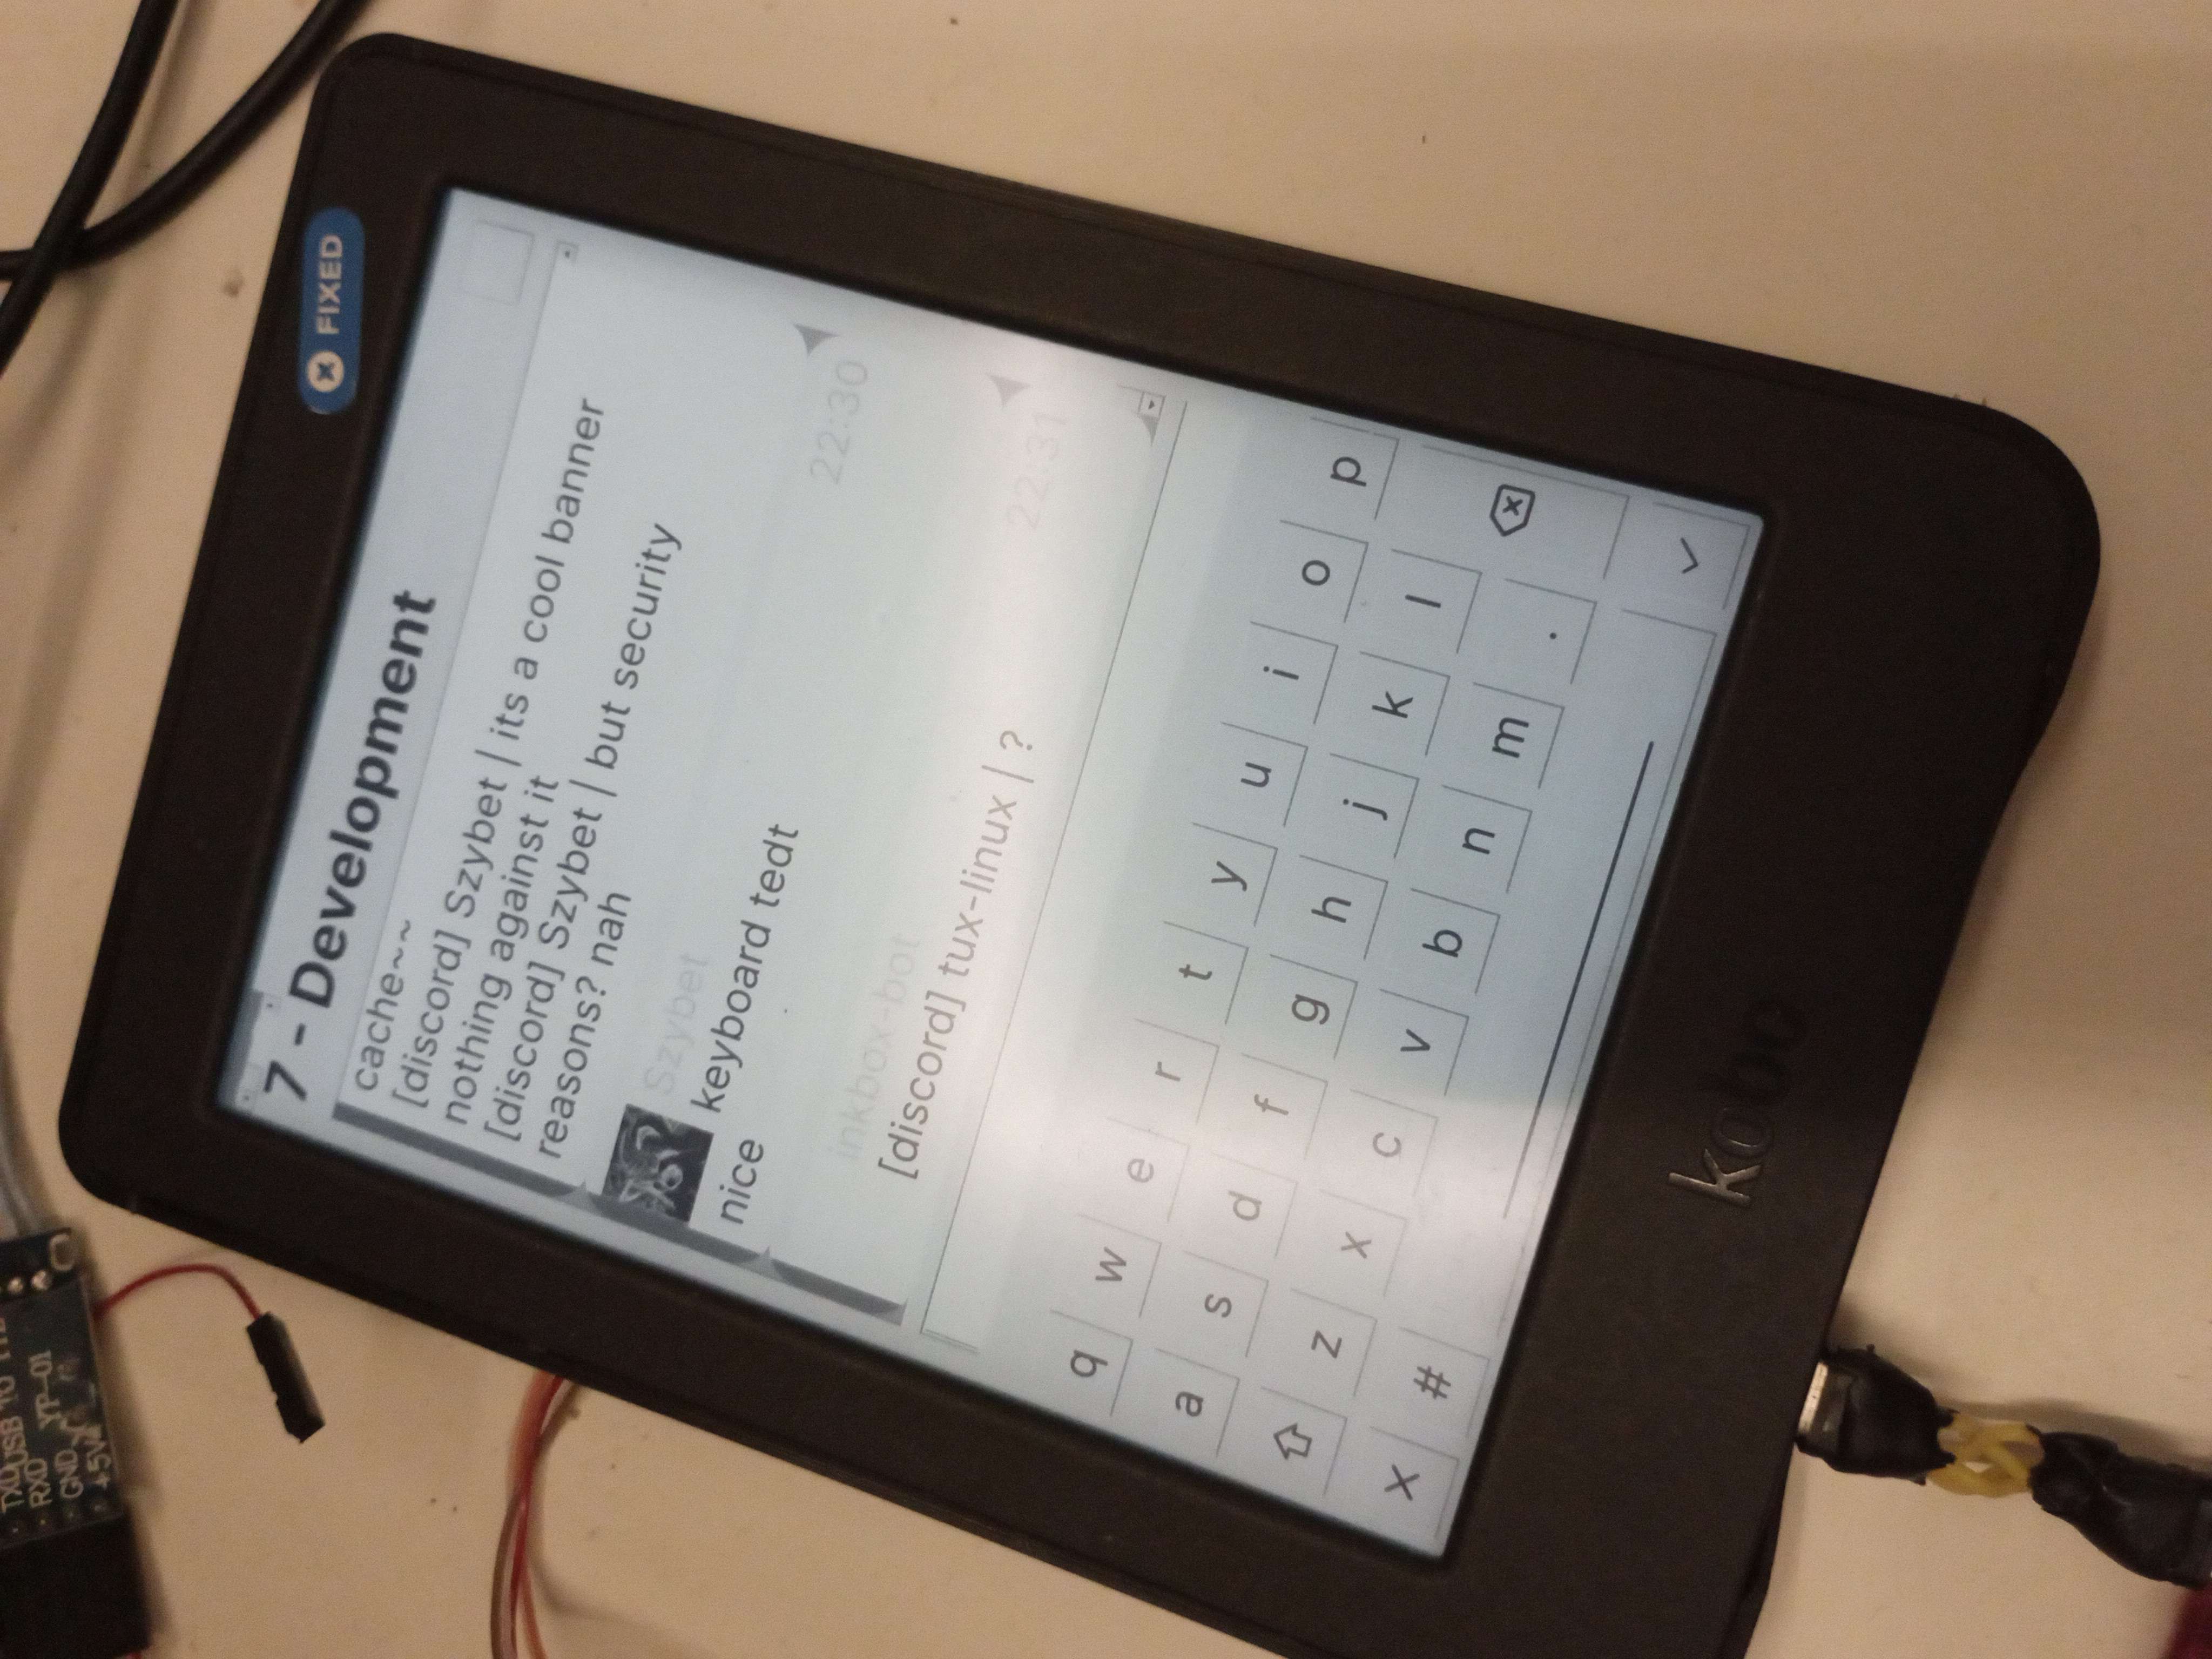 FIXED
7 - Development
cache~~
[discord] Szybet | its a cool banner
nothing against it
[discord] Szybet | but security
reasons? nah
Szybet
keyboard tedt
22:30
nice
inkbox-bot
22:31
[discord] tux-linux | ?
q w e r t y u i o p
a s d f g h j k l
z x c v b n m .
X #
kobo
TXD USB TO
RXD YP-01
GND
+5V